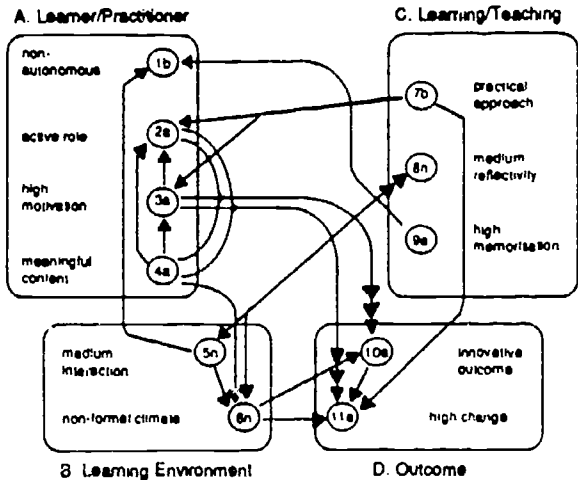 A. Learner/Practitioner
C. Learning/Teaching
non-
autonomous
1b
active role
2a
high
motivation
3a
meaningful
content
4a
7b
practical
approach
8n
medium
reflectivity
9a
high
memorisation
medium
interaction
5n
non-formal climate
6n
10a
innovative
outcome
11a
high change
B Learning Environment
D. Outcome